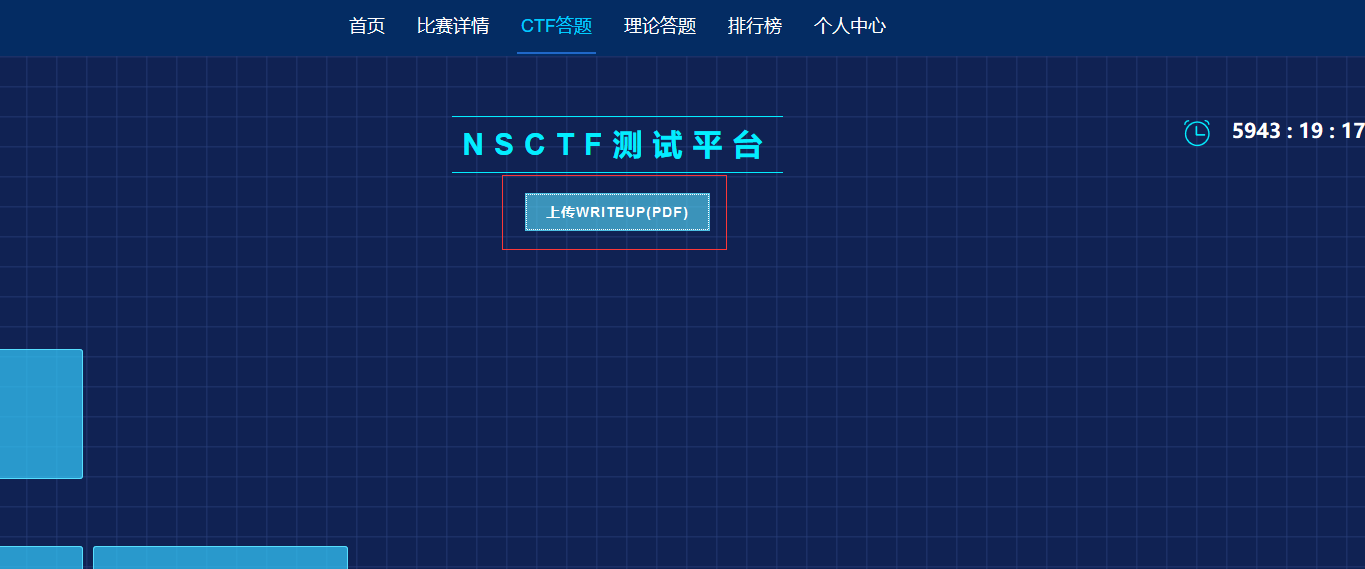 首页 比赛详情 CTF答题 理论答题 排行榜 个人中心
NSCTF测试平台
5943 : 19 : 17
上传WRITEUP(PDF)